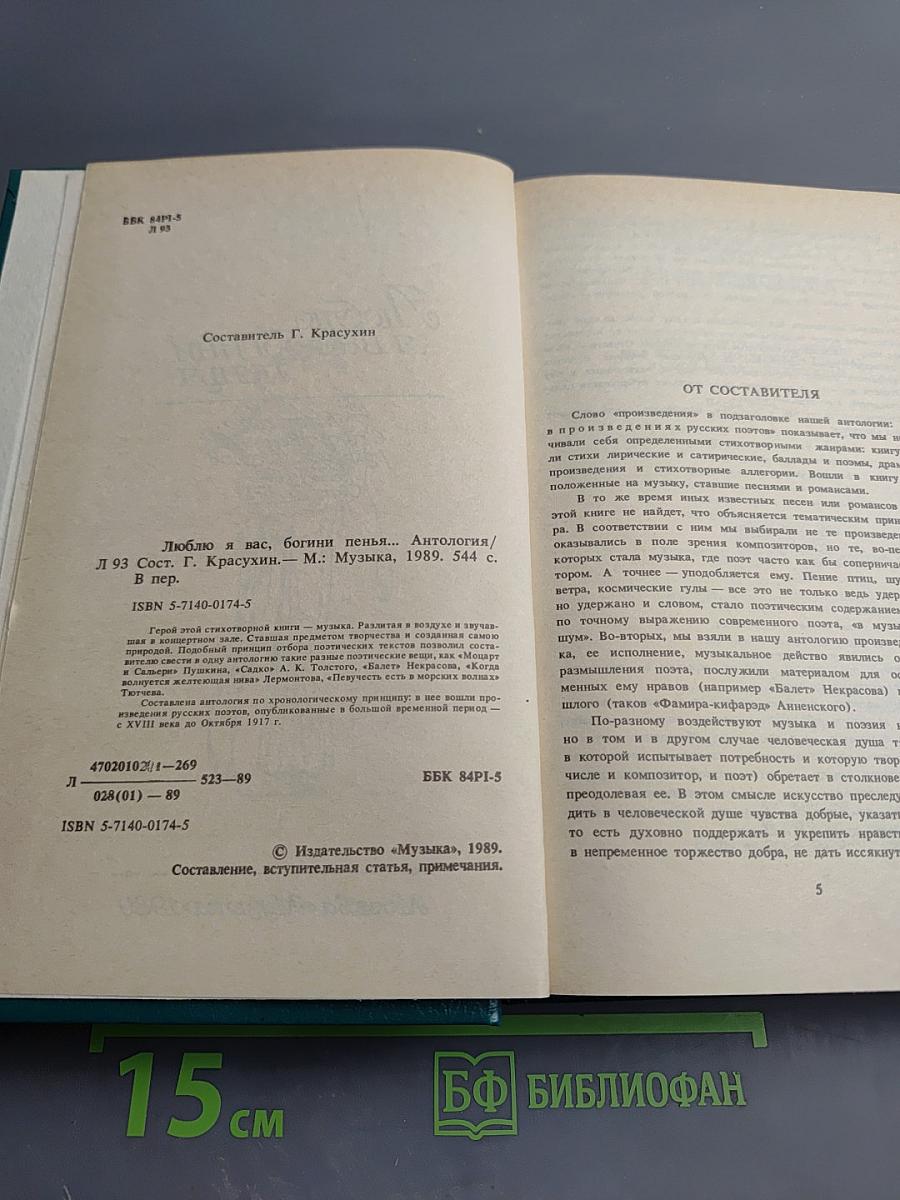 ББК 84Р1-5
Л 93
Составитель Г. Красухин
Люблю я вас, богини пенья... Антология/
Л 93 Сост. Г. Красухин.— М.: Музыка, 1989. 544 с.
В пер.
ISBN 5-7140-0174-5
Герой этой стихотворной книги — музыка. Разлитая в воздухе и звучав-
шая в концертном зале. Ставшая предметом творчества и созданная самою
природой. Подобный принцип отбора поэтических текстов позволил соста-
вителю свести в одну антологию такие разные поэтические вещи, как «Моцарт
и Сальери» Пушкина, «Садко» А. К. Толстого, «Балет» Некрасова, «Когда
волнуется желтеющая нива» Лермонтова, «Певучесть есть в морских волнах»
Тютчева.
Составлена антология по хронологическому принципу: в нее вошли про-
изведения русских поэтов, опубликованные в большой временной период —
с XVIII века до Октября 1917 г.
—269
Л 523—89
028(01) — 89
ББК 84Р1-5
ISBN 5-7140-0174-5
© Издательство «Музыка», 1989.
Составление, вступительная статья, примечания.
ОТ СОСТАВИТЕЛЯ
Слово «произведения» в подзаголовке нашей антологии:
в произведениях русских поэтов» показывает, что мы
чивали себя определенными стихотворными жанрами: книгу
ли стихи лирические и сатирические, баллады и поэмы,
произведения и стихотворные аллегории. Вошли в книгу
положенные на музыку, ставшие песнями и романсами.
В то же время иных известных песен или романсов
этой книге не найдет, что объясняется тематическим
ра. В соответствии с ним мы выбирали не те
оказывались в поле зрения композиторов, но те, во-пе
которых стала музыка, где поэт часто как бы
тором. А точнее — уподобляется ему. Пение птиц,
ветра, космические гулы — все это не только ведь
но удержано и словом, стало поэтическим содержанием
по точному выражению современного поэта, «в
шум». Во-вторых, мы взяли в нашу антологию
ка, ее исполнение, музыкальное действо явились
размышления поэта, послужили материалом для
менных ему нравов (например «Балет» Некрасова)
шлого (таков «Фамира-кифарэд» Анненского).
По-разному воздействуют музыка и поэзия
но в том и в другом случае человеческая душа
в которой испытывает потребность и которую
числе и композитор, и поэт) обретает в
преодолевая ее. В этом смысле искусство
дить в человеческой душе чувства добрые,
то есть духовно поддержать и укрепить
в непременное торжество добра, не дать
5
15 см
БФ БИБЛИОФАН